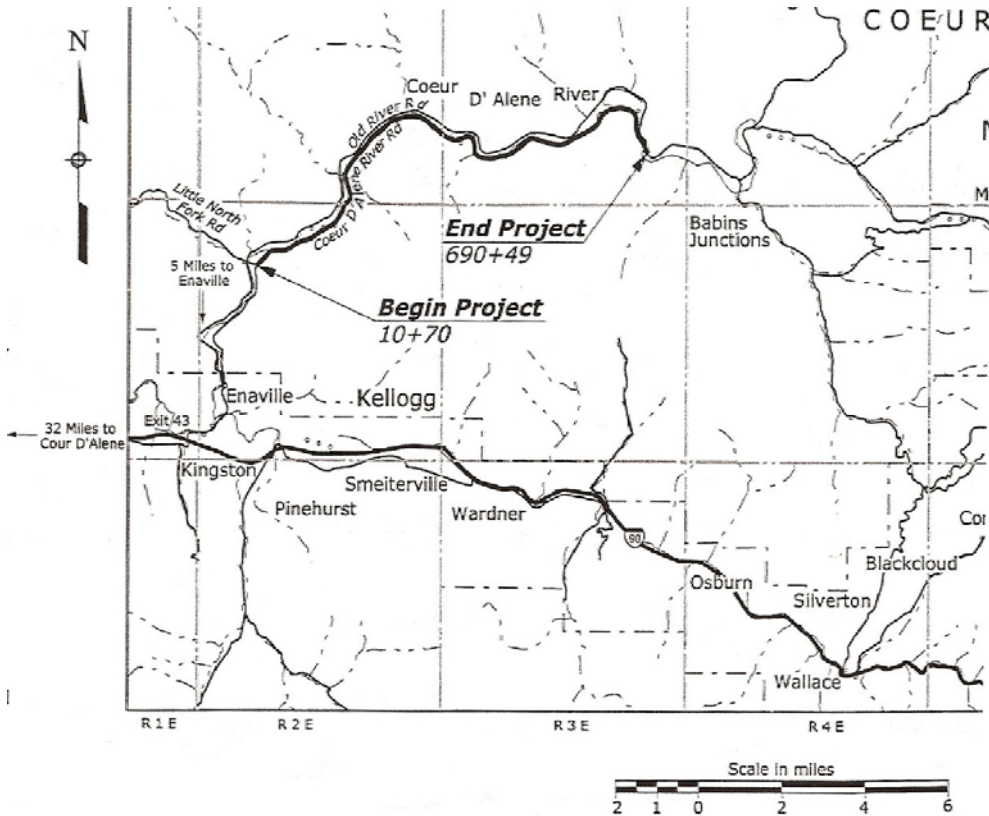 COEUR
N
Coeur
D' Alene
River
Old River Rd
Coeur D'Alene River Rd
Little North
Fork Rd
End Project
690+49
Babins
Junctions
M
5 Miles to
Enaville
Begin Project
10+70
Enaville
Kellogg
Exit 43
32 Miles to
Cour D'Alene
Kingston
Smeiterville
Pinehurst
Wardner
90
Osburn
Blackcloud
Silverton
Wallace
R1E
R2E
R3E
R4E
Scale in miles
2 1 0 2 4 6